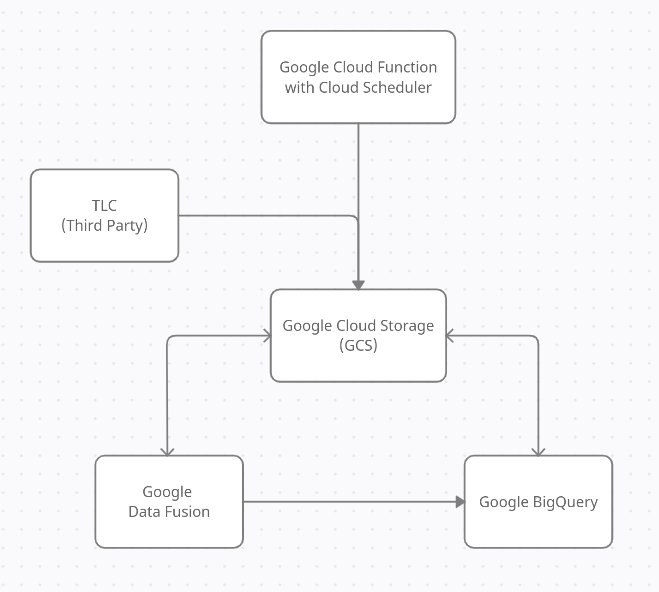 Google Cloud Function
with Cloud Scheduler
TLC
(Third Party)
Google Cloud Storage
(GCS)
Google
Data Fusion
Google BigQuery